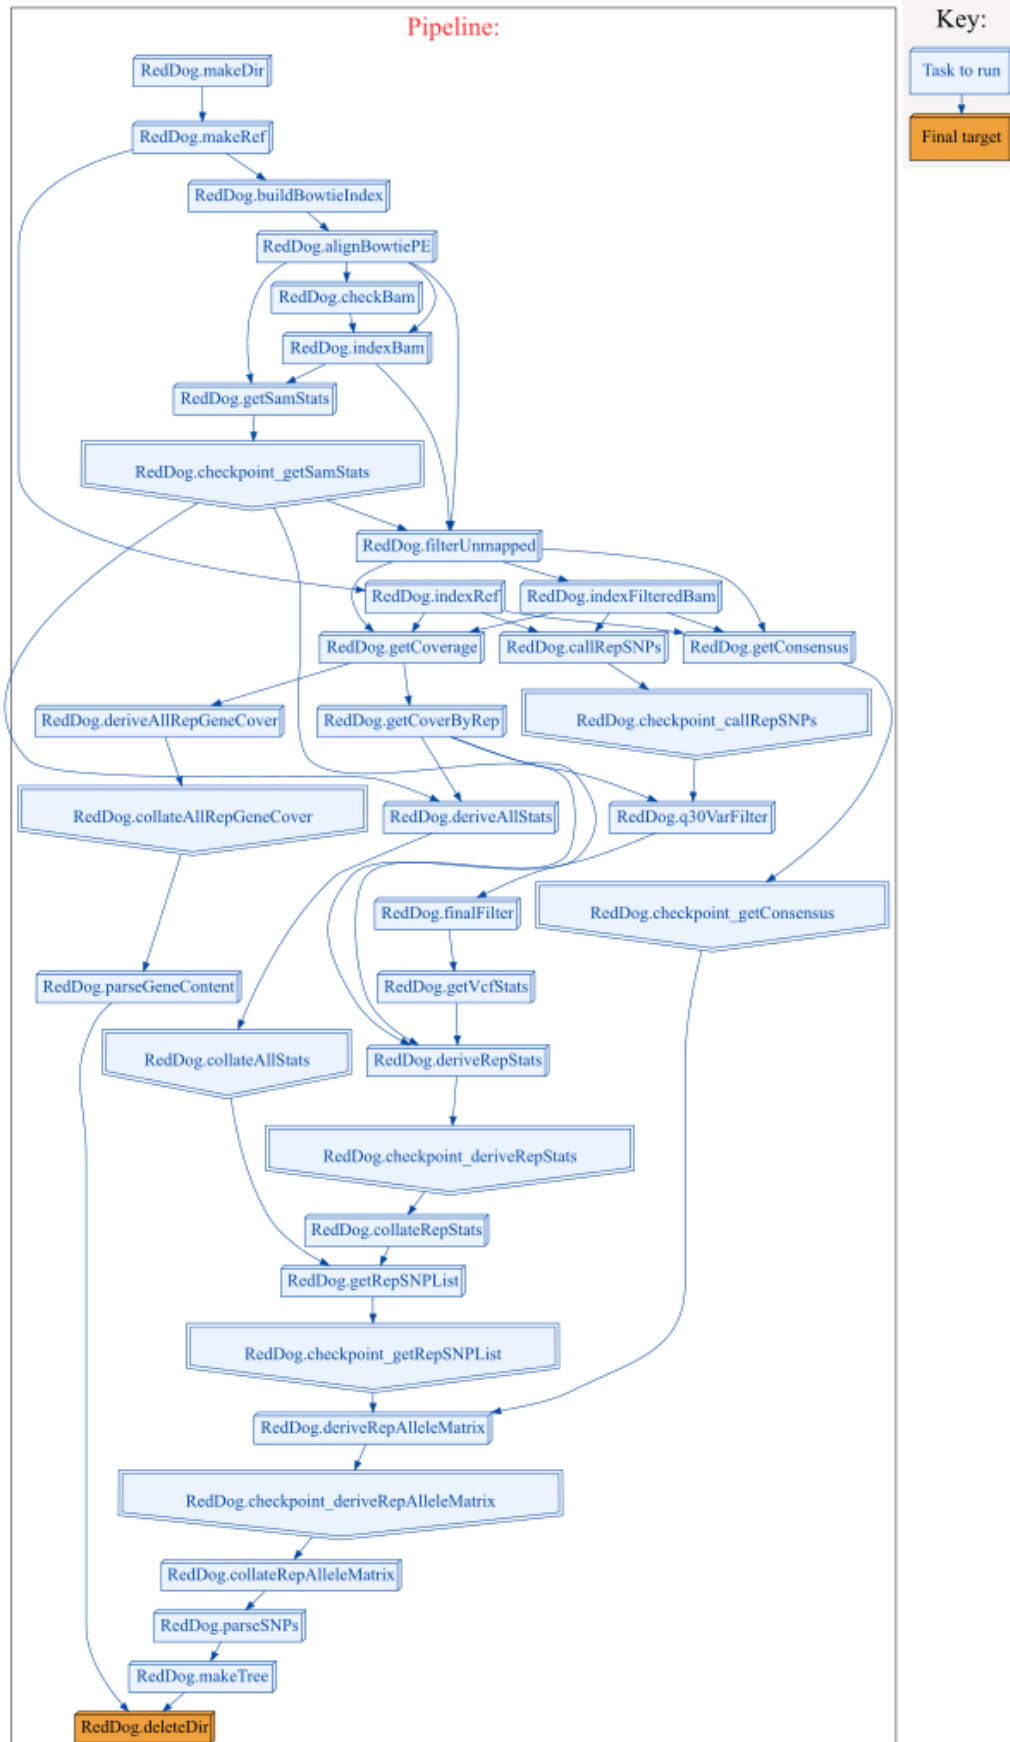 Pipeline:
Key:
Task to run
Final target
RedDog.makeDir
RedDog.makeRef
RedDog.buildBowtieIndex
RedDog.alignBowtiePE
RedDog.checkBam
RedDog.indexBam
RedDog.getSamStats
RedDog.checkpoint_getSamStats
RedDog.filterUnmapped
RedDog.indexRef
RedDog.indexFilteredBam
RedDog.getCoverage
RedDog.callRepSNPs
RedDog.getConsensus
RedDog.deriveAllRepGeneCover
RedDog.getCoverByRep
RedDog.checkpoint_callRepSNPs
RedDog.collateAllRepGeneCover
RedDog.deriveAllStats
RedDog.q30VarFilter
RedDog.finalFilter
RedDog.checkpoint_getConsensus
RedDog.parseGeneContent
RedDog.getVcfStats
RedDog.collateAllStats
RedDog.deriveRepStats
RedDog.checkpoint_deriveRepStats
RedDog.collateRepStats
RedDog.getRepSNPList
RedDog.checkpoint_getRepSNPList
RedDog.deriveRepAlleleMatrix
RedDog.checkpoint_deriveRepAlleleMatrix
RedDog.collateRepAlleleMatrix
RedDog.parseSNPs
RedDog.makeTree
RedDog.deleteDir